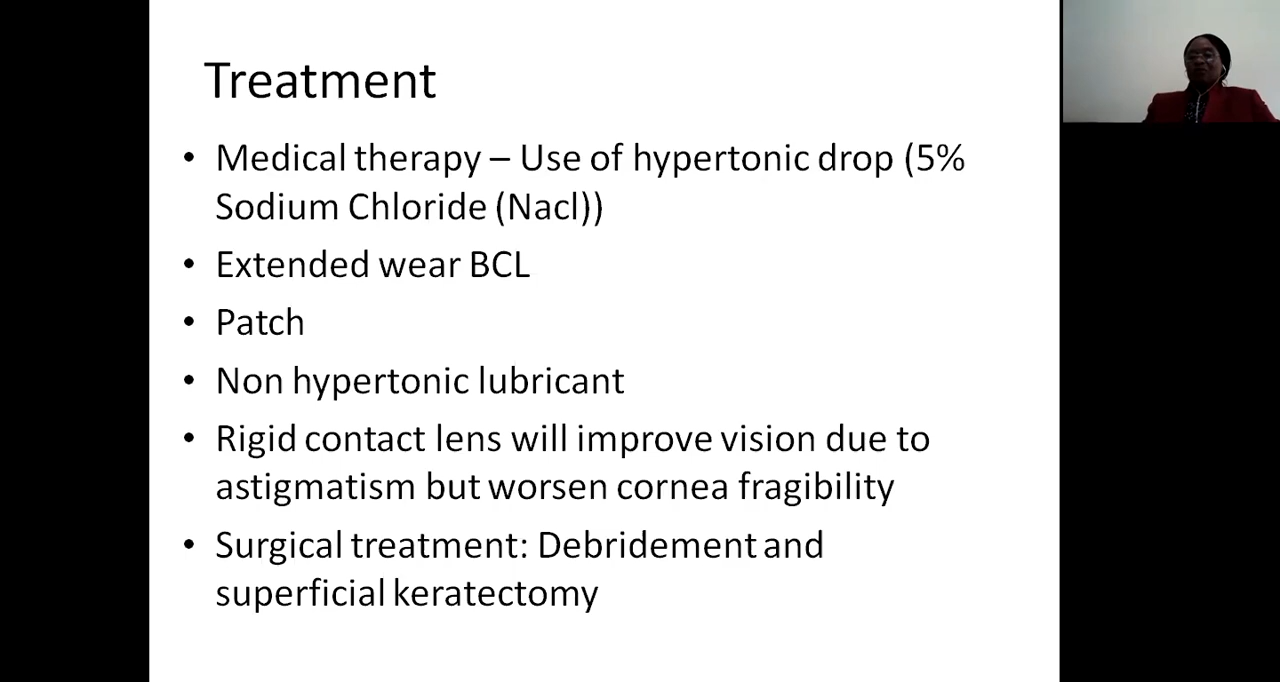 Treatment
• Medical therapy – Use of hypertonic drop (5%
Sodium Chloride (Nacl))
• Extended wear BCL
• Patch
• Non hypertonic lubricant
• Rigid contact lens will improve vision due to
astigmatism but worsen cornea fragibility
• Surgical treatment: Debridement and
superficial keratectomy